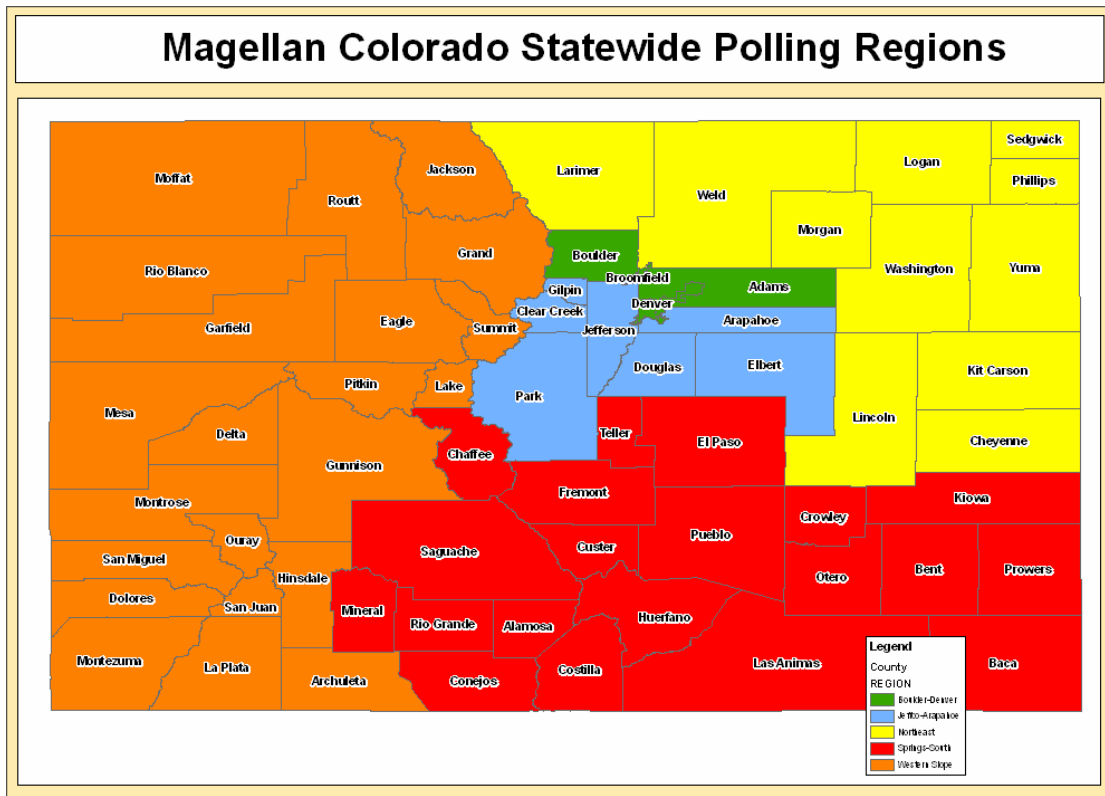 Magellan Colorado Statewide Polling Regions
Sedgwick
Logan
Moffat
Jackson
Larimer
Phillips
Routt
Weld
Morgan
Grand
Boulder
Rio Blanco
Washington
Yuma
Broomfield
Gilpin
Adams
Denver
Clear Creek
Eagle
Garfield
Summit
Jefferson
Arapahoe
Douglas
Elbert
Kit Carson
Pitkin
Lake
Park
Mesa
Lincoln
Delta
Teller
El Paso
Cheyenne
Chaffee
Gunnison
Fremont
Kiowa
Montrose
Crowley
Ouray
Pueblo
Saguache
Custer
San Miguel
Hinsdale
Otero
Bent
Prowers
Dolores
San Juan
Mineral
Rio Grande
Alamosa
Huerfano
Montezuma
La Plata
Costilla
Las Animas
Baca
Archuleta
Conejos
Legend
County
REGION
Boulder-Denver
Jeffco-Arapahoe
Northeast
Springs-South
Western Slope